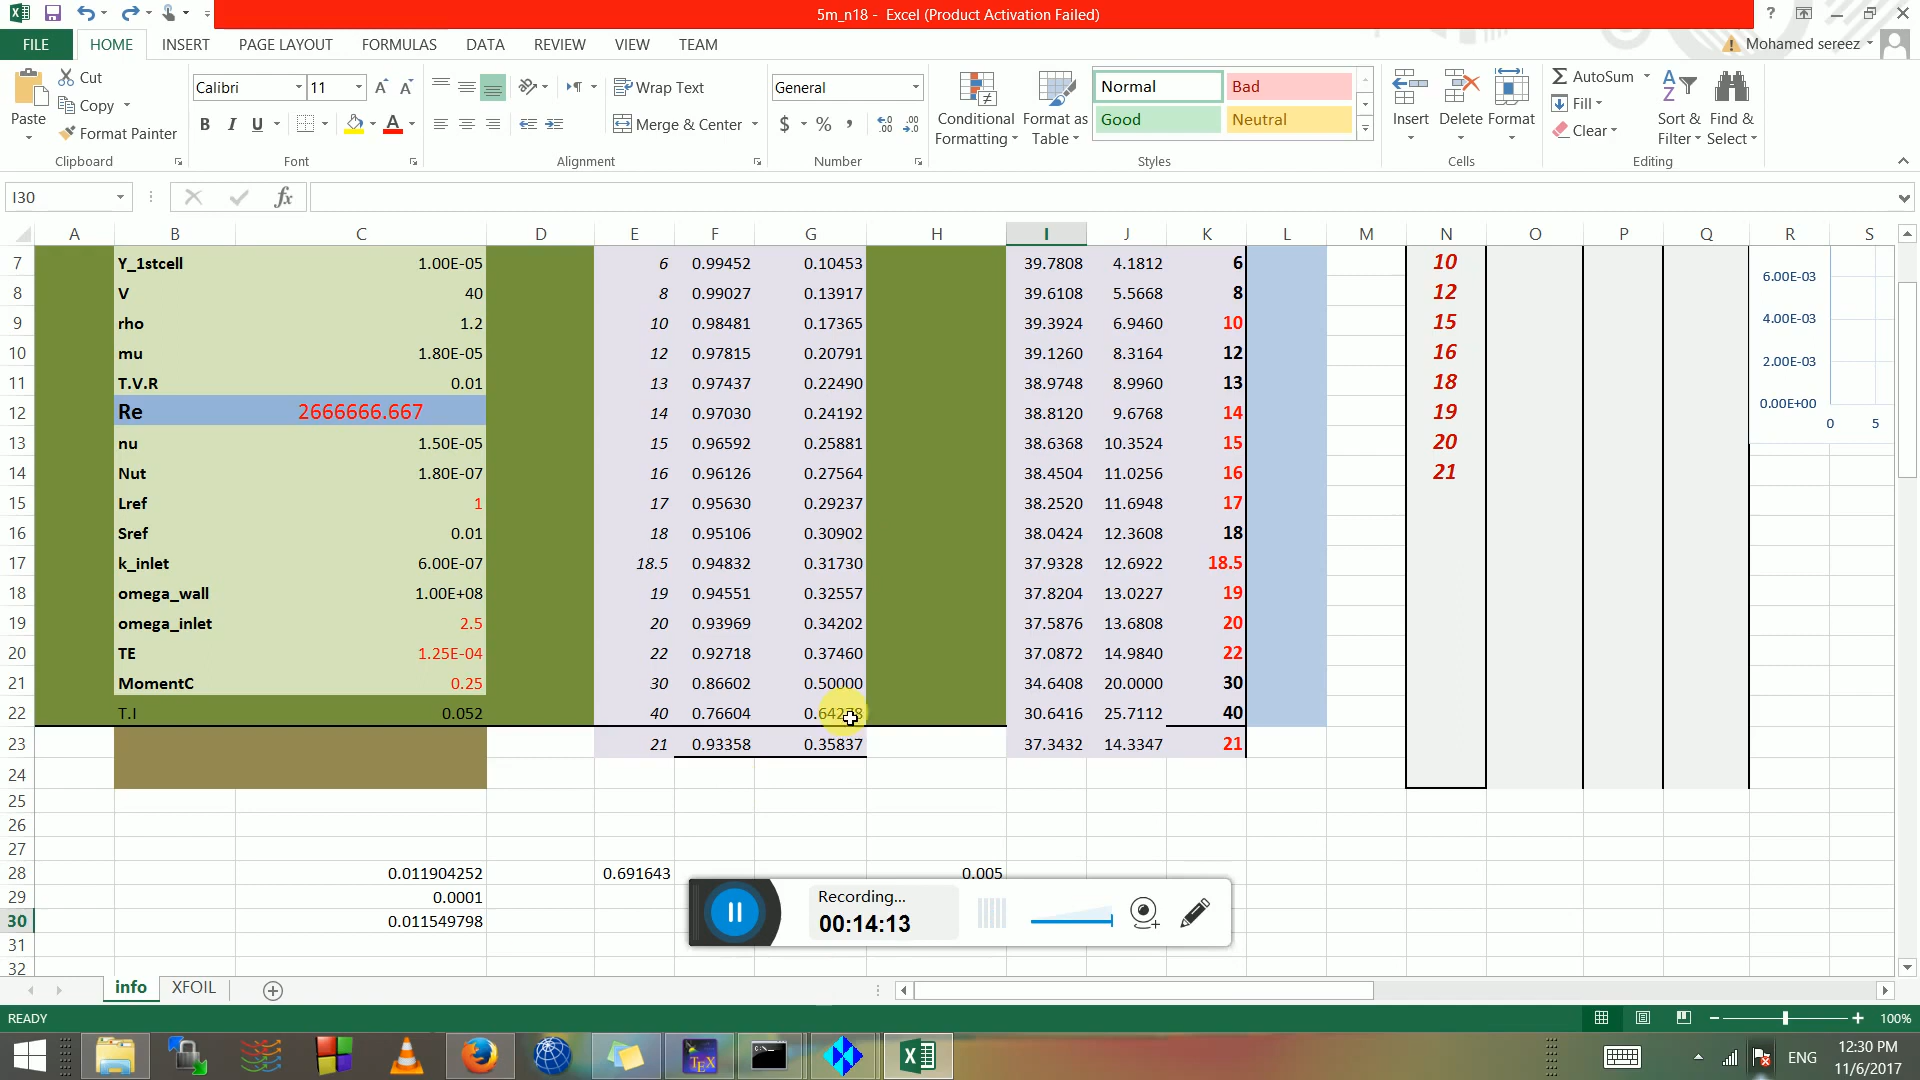 5m_n18 - Excel (Product Activation Failed)
FILE HOME INSERT PAGE LAYOUT FORMULAS DATA REVIEW VIEW TEAM Mohamed sereez
Paste Cut Copy Format Painter Clipboard
Calibri 11 B I U A Font
Wrap Text Merge & Center Alignment
General $ % , Number
Conditional Formatting Format as Table
Normal Bad Good Neutral Styles
Insert Delete Format Cells
AutoSum Fill Clear Sort & Filter Find & Select Editing
I30 fx
A B C D E F G H I J K L M N O P Q R S
7 Y_1stcell 1.00E-05 6 0.99452 0.10453 39.7808 4.1812 6 10 6.00E-03
8 V 40 8 0.99027 0.13917 39.6108 5.5668 8 12
9 rho 1.2 10 0.98481 0.17365 39.3924 6.9460 10 15 4.00E-03
10 mu 1.80E-05 12 0.97815 0.20791 39.1260 8.3164 12 16 2.00E-03
11 T.V.R 0.01 13 0.97437 0.22490 38.9748 8.9960 13 18 0.00E+00
12 Re 2666666.667 14 0.97030 0.24192 38.8120 9.6768 14 19 0 5
13 nu 1.50E-05 15 0.96592 0.25881 38.6368 10.3524 15 20
14 Nut 1.80E-07 16 0.96126 0.27564 38.4504 11.0256 16 21
15 Lref 1 17 0.95630 0.29237 38.2520 11.6948 17
16 Sref 0.01 18 0.95106 0.30902 38.0424 12.3608 18
17 k_inlet 6.00E-07 18.5 0.94832 0.31730 37.9328 12.6922 18.5
18 omega_wall 1.00E+08 19 0.94551 0.32557 37.8204 13.0227 19
19 omega_inlet 2.5 20 0.93969 0.34202 37.5876 13.6808 20
20 TE 1.25E-04 22 0.92718 0.37460 37.0872 14.9840 22
21 MomentC 0.25 30 0.86602 0.50000 34.6408 20.0000 30
22 T.I 0.052 40 0.76604 0.64278 30.6416 25.7112 40
23 21 0.93358 0.35837 37.3432 14.3347 21
24
25
26
27
28 0.011904252 0.691643 0.005
29 0.0001
30 0.011549798
31
32
Recording...
00:14:13
info XFOIL
READY 100%
TEX ENG 12:30 PM
11/6/2017